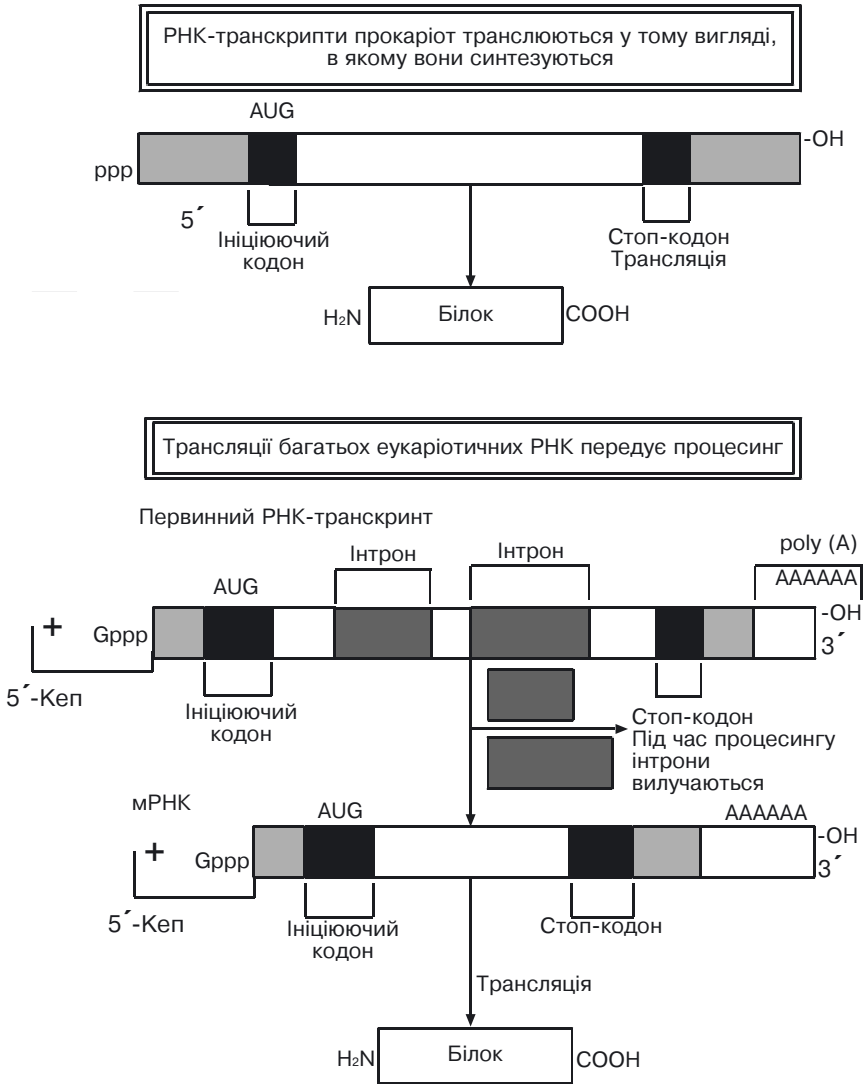 РНК-транскрипти прокаріот транслюються у тому вигляді,
в якому вони синтезуються
AUG
-OH
ppp
5´
Ініціюючий
кодон
Стоп-кодон
Трансляція
H₂N
Білок
COOH
Трансляції багатьох еукаріотичних РНК передує процесинг
Первинний РНК-транскринт
poly (A)
Інтрон
Інтрон
AAAAAA
AUG
-OH
+
Gppp
3´
5´-Кеп
Ініціюючий
кодон
Стоп-кодон
Під час процесингу
інтрони
вилучаються
мРНК
AUG
AAAAAA
-OH
+
Gppp
3´
5´-Кеп
Ініціюючий
кодон
Стоп-кодон
Трансляція
H₂N
Білок
COOH